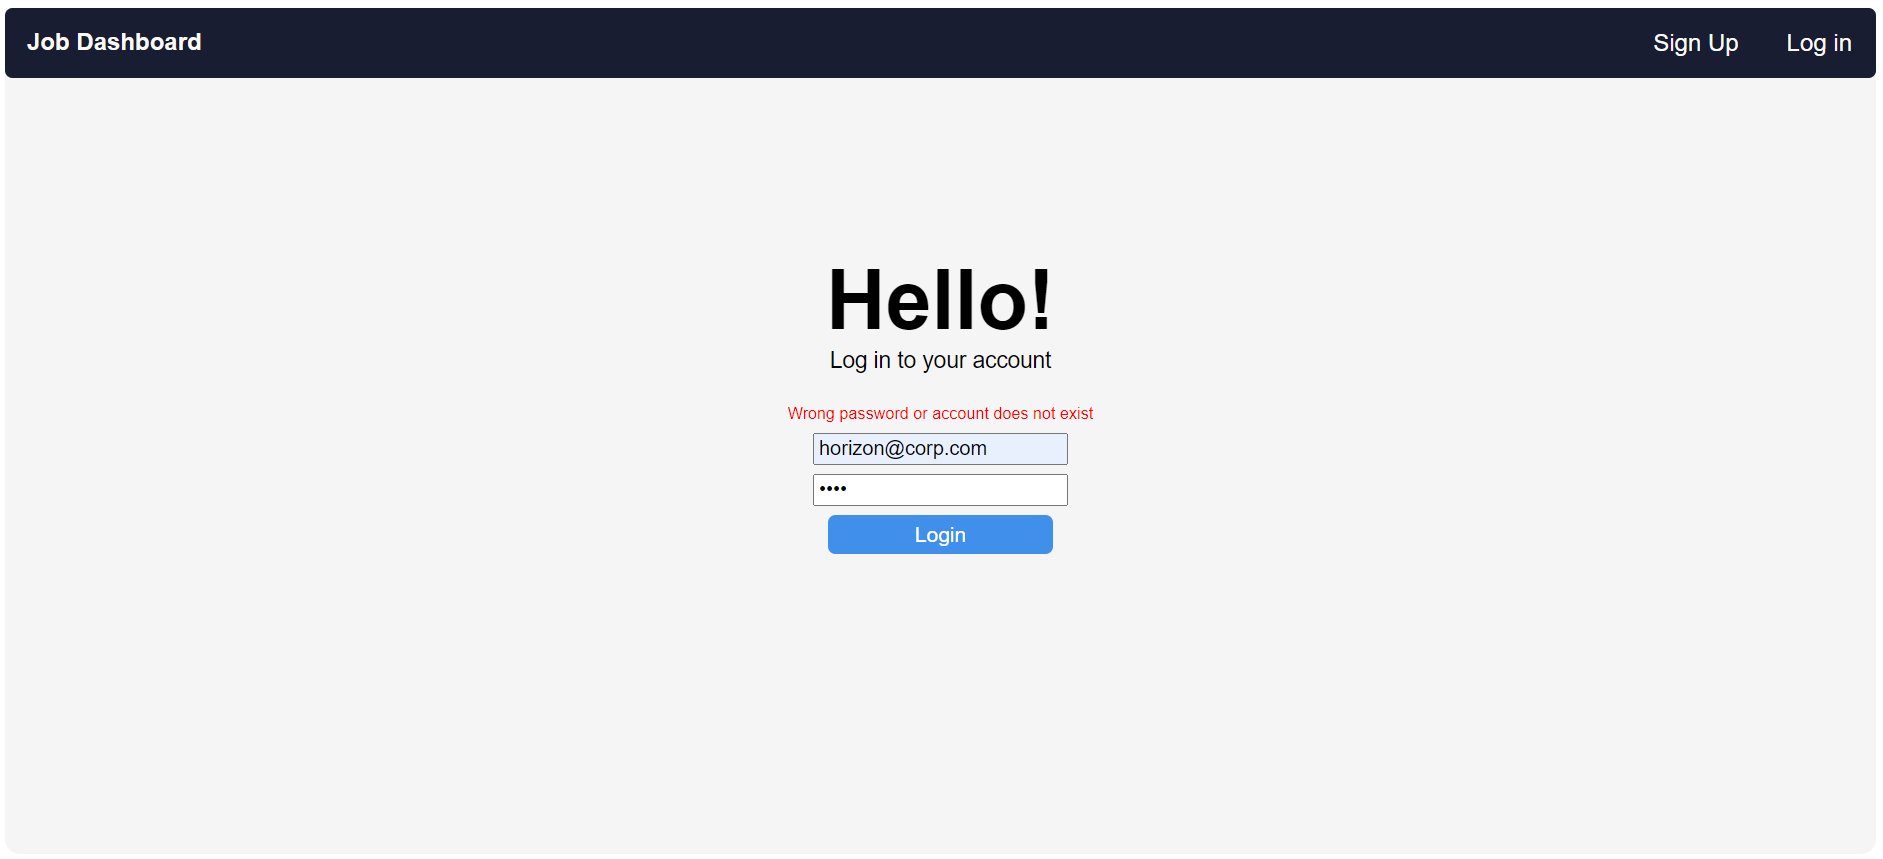 Job Dashboard
Sign Up
Log in
Hello!
Log in to your account
Wrong password or account does not exist
horizon@corp.com
••••
Login